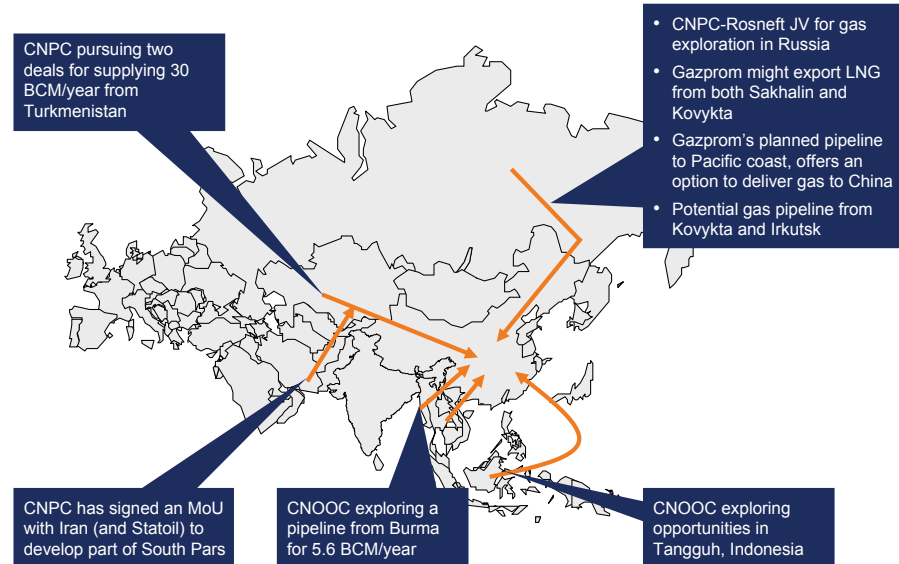 CNPC pursuing two
deals for supplying 30
BCM/year from
Turkmenistan
• CNPC-Rosneft JV for gas
exploration in Russia
• Gazprom might export LNG
from both Sakhalin and
Kovykta
• Gazprom's planned pipeline
to Pacific coast, offers an
option to deliver gas to China
• Potential gas pipeline from
Kovykta and Irkutsk
CNPC has signed an MoU
with Iran (and Statoil) to
develop part of South Pars
CNOOC exploring a
pipeline from Burma
for 5.6 BCM/year
CNOOC exploring
opportunities in
Tangguh, Indonesia